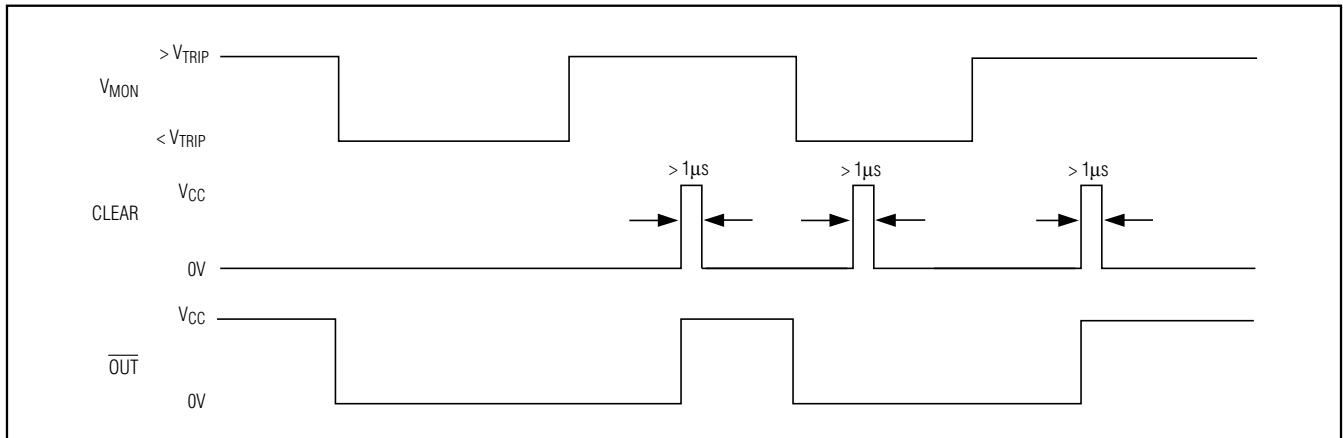 > VTRIP
VMON
< VTRIP
> 1μs > 1μs > 1μs
VCC
CLEAR
0V
VCC
OUT
0V